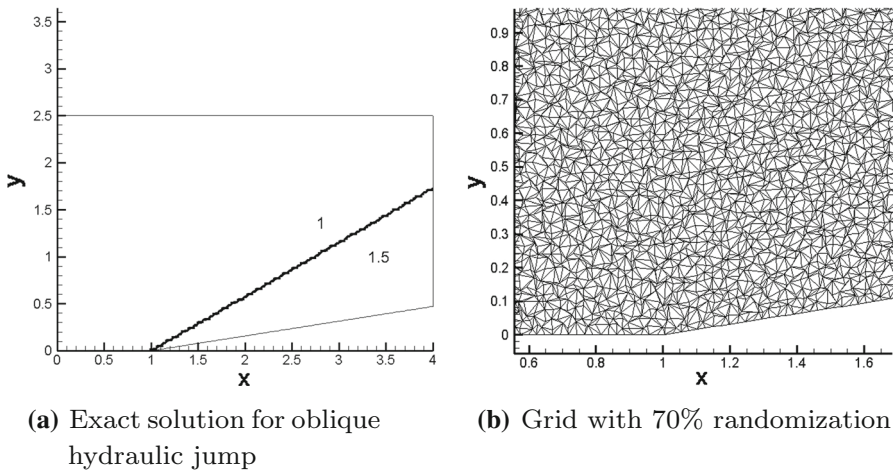 3.5
3
2.5
2
1.5
1
0.5
0
y
1
1.5
0 0.5 1 1.5 2 2.5 3 3.5 4
x
0.9
0.8
0.7
0.6
0.5
0.4
0.3
0.2
0.1
0
y
0.6 0.8 1 1.2 1.4 1.6
x
(a) Exact solution for oblique
hydraulic jump
(b) Grid with 70% randomization